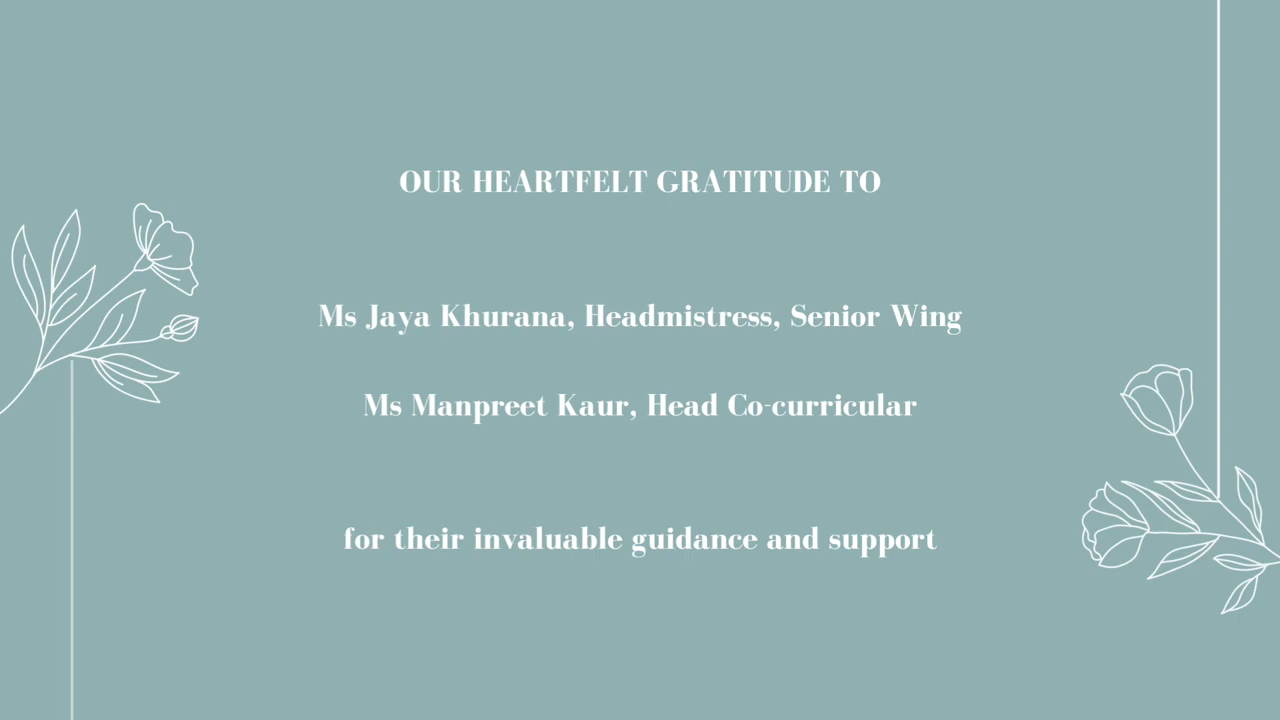 OUR HEARTFELT GRATITUDE TO
Ms Jaya Khurana, Headmistress, Senior Wing
Ms Manpreet Kaur, Head Co-curricular
for their invaluable guidance and support